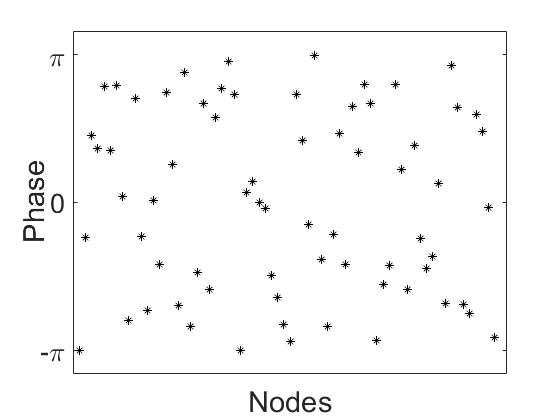 π
Phase
0
-π
Nodes